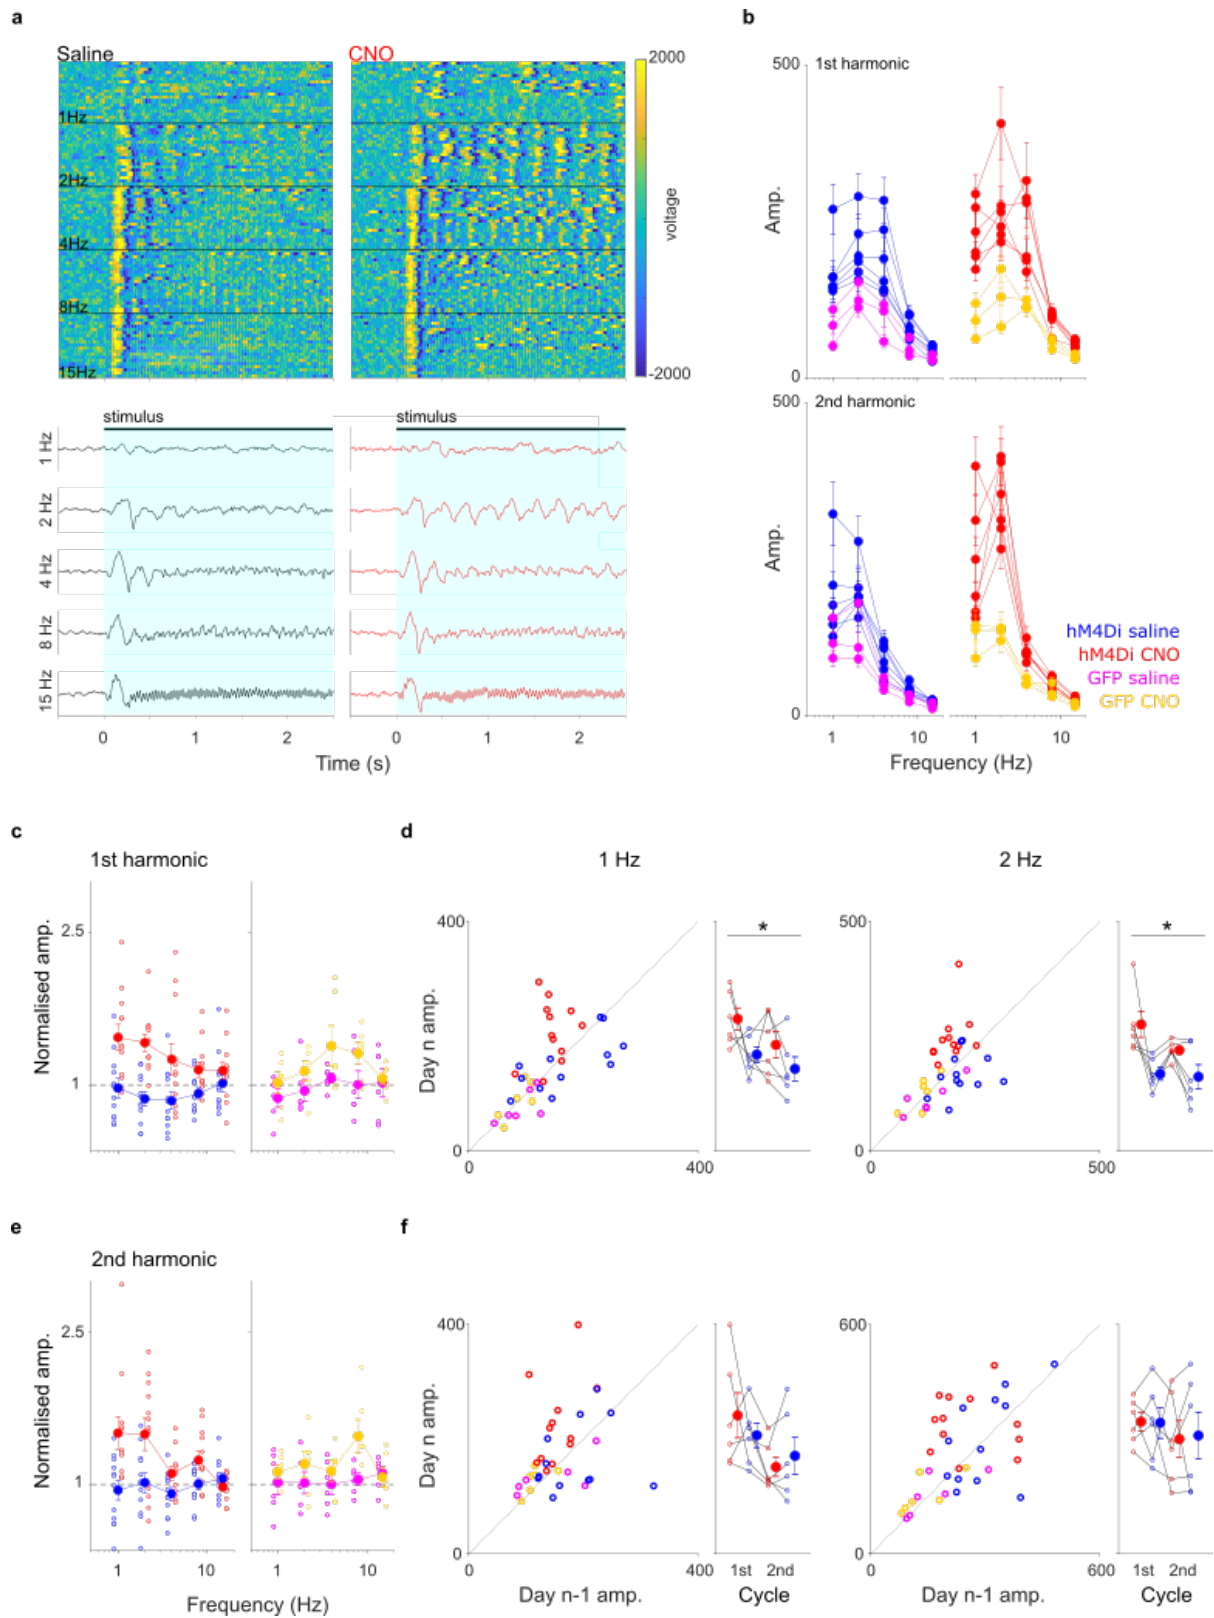 a
Saline
CNO
2000
1Hz
2Hz
4Hz
8Hz
15Hz
voltage
-2000
stimulus
stimulus
1 Hz
2 Hz
4 Hz
8 Hz
15 Hz
0
1
2
0
1
2
Time (s)
b
500
1st harmonic
Amp.
0
500
2nd harmonic
Amp.
0
hM4Di saline
hM4Di CNO
GFP saline
GFP CNO
1
10
1
10
Frequency (Hz)
c
1st harmonic
Normalised amp.
2.5
1
1
10
1
10
d
1 Hz
2 Hz
400
Day n amp.
0
0
400
*
500
0
0
500
*
e
2nd harmonic
Normalised amp.
2.5
1
1
10
1
10
Frequency (Hz)
f
400
Day n amp.
0
0
400
Day n-1 amp.
1st
2nd
Cycle
600
0
0
600
Day n-1 amp.
1st
2nd
Cycle